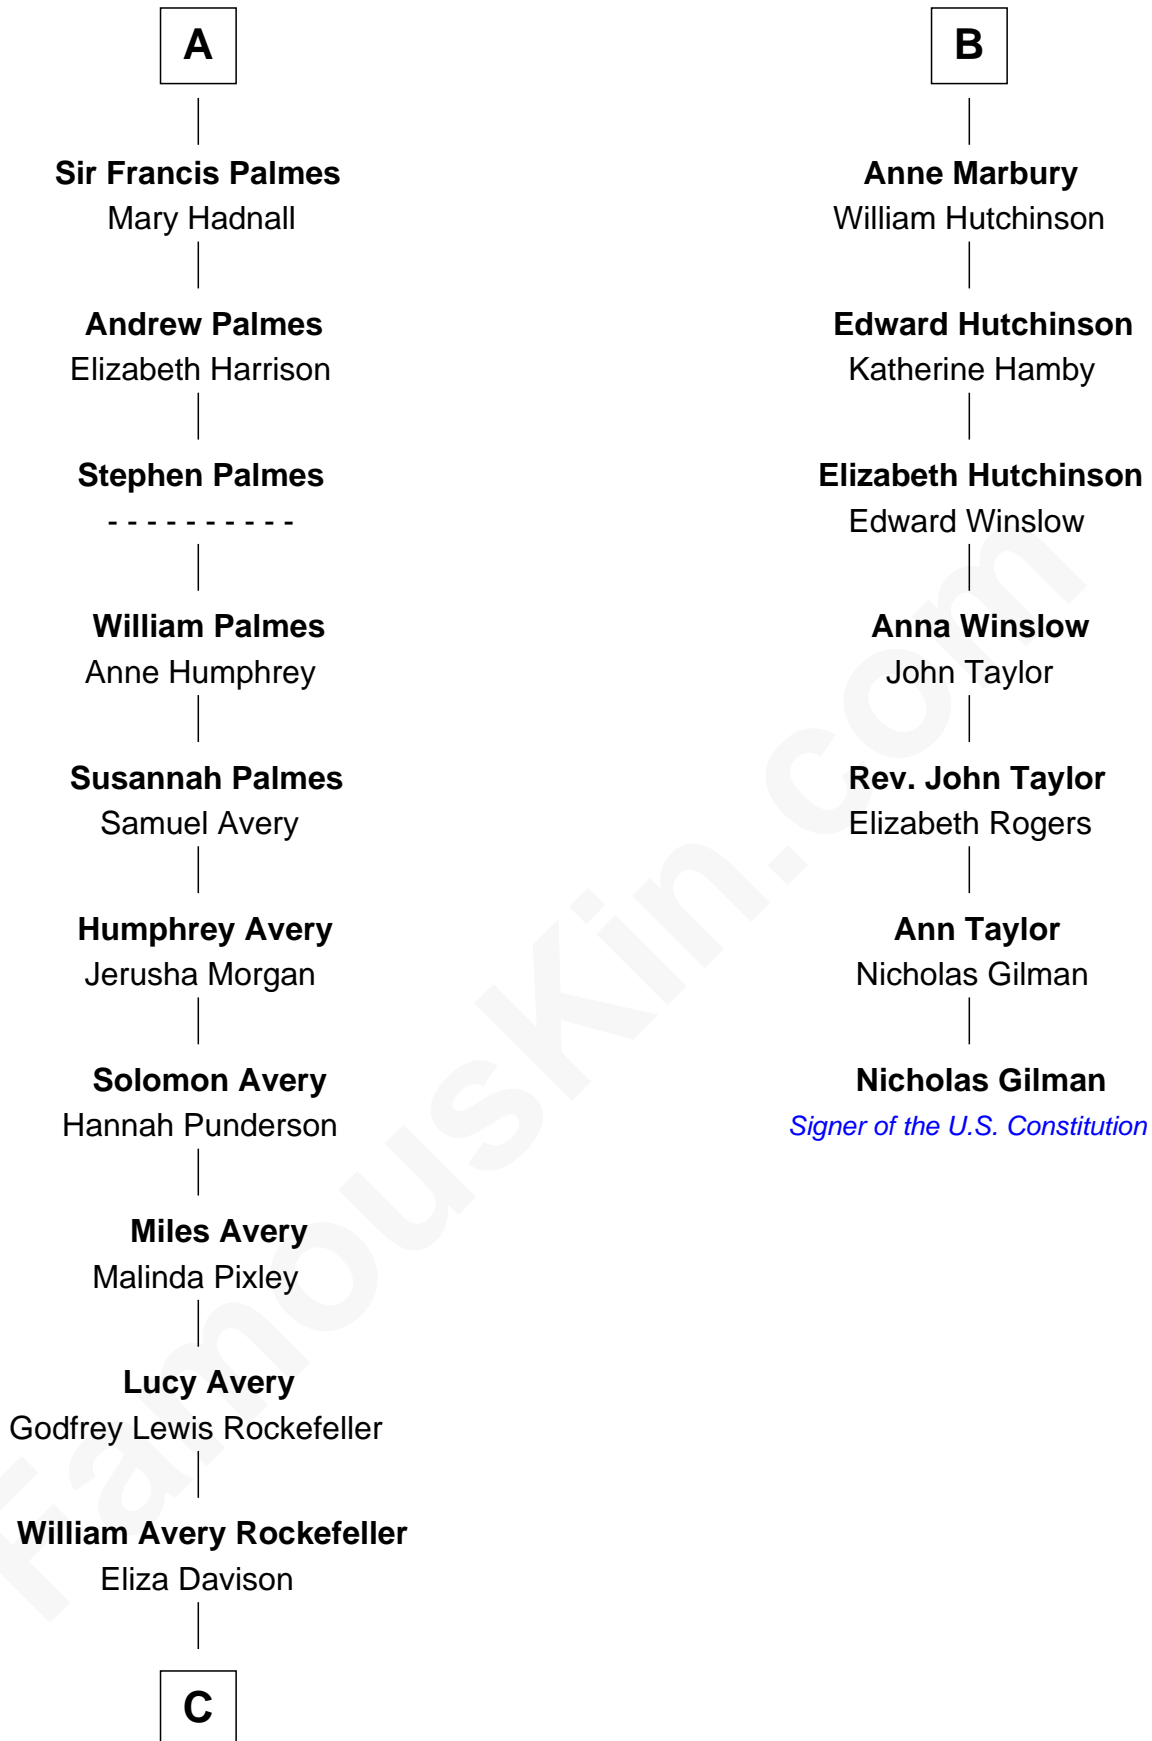 A
Sir Francis Palmes
Mary Hadnall
Andrew Palmes
Elizabeth Harrison
Stephen Palmes
- - - - - - - - - -
William Palmes
Anne Humphrey
Susannah Palmes
Samuel Avery
Humphrey Avery
Jerusha Morgan
Solomon Avery
Hannah Punderson
Miles Avery
Malinda Pixley
Lucy Avery
Godfrey Lewis Rockefeller
William Avery Rockefeller
Eliza Davison
C
B
Anne Marbury
William Hutchinson
Edward Hutchinson
Katherine Hamby
Elizabeth Hutchinson
Edward Winslow
Anna Winslow
John Taylor
Rev. John Taylor
Elizabeth Rogers
Ann Taylor
Nicholas Gilman
Nicholas Gilman
Signer of the U.S. Constitution
FamousKin.com